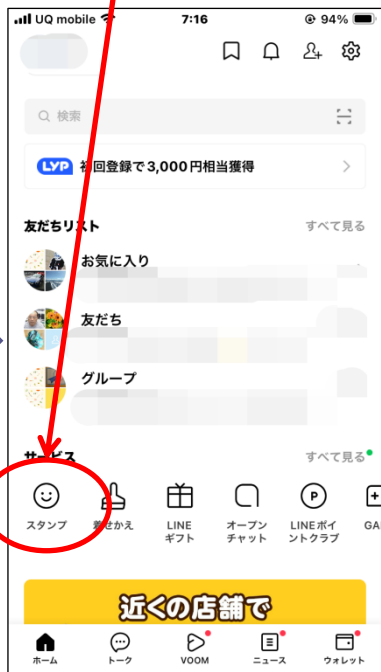 UQ mobile 7:16 94%
検索
LYP 初回登録で3,000円相当獲得
友だちリスト すべて見る
お気に入り
友だち
グループ
サービス すべて見る
スタンプ 着せかえ LINE オープン LINEポイ GA
ギフト チャット ントクラブ
近くの店舗で
ホーム トーク VOOM ニュース ウォレット